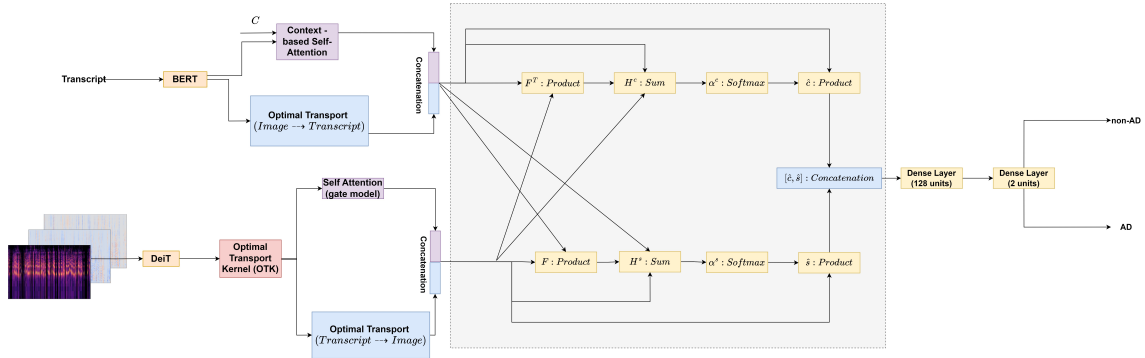 C
Context -
based Self-
Attention
Transcript
BERT
Concatenation
Optimal Transport
(Image → Transcript)
F^T : Product
H^c : Sum
α^c : Softmax
ĉ : Product
non-AD
[ĉ, ŝ] : Concatenation
Dense Layer
(128 units)
Dense Layer
(2 units)
Self Attention
(gate model)
AD
DeiT
Optimal
Transport
Kernel (OTK)
Concatenation
F : Product
H^s : Sum
α^s : Softmax
ŝ : Product
Optimal Transport
(Transcript → Image)